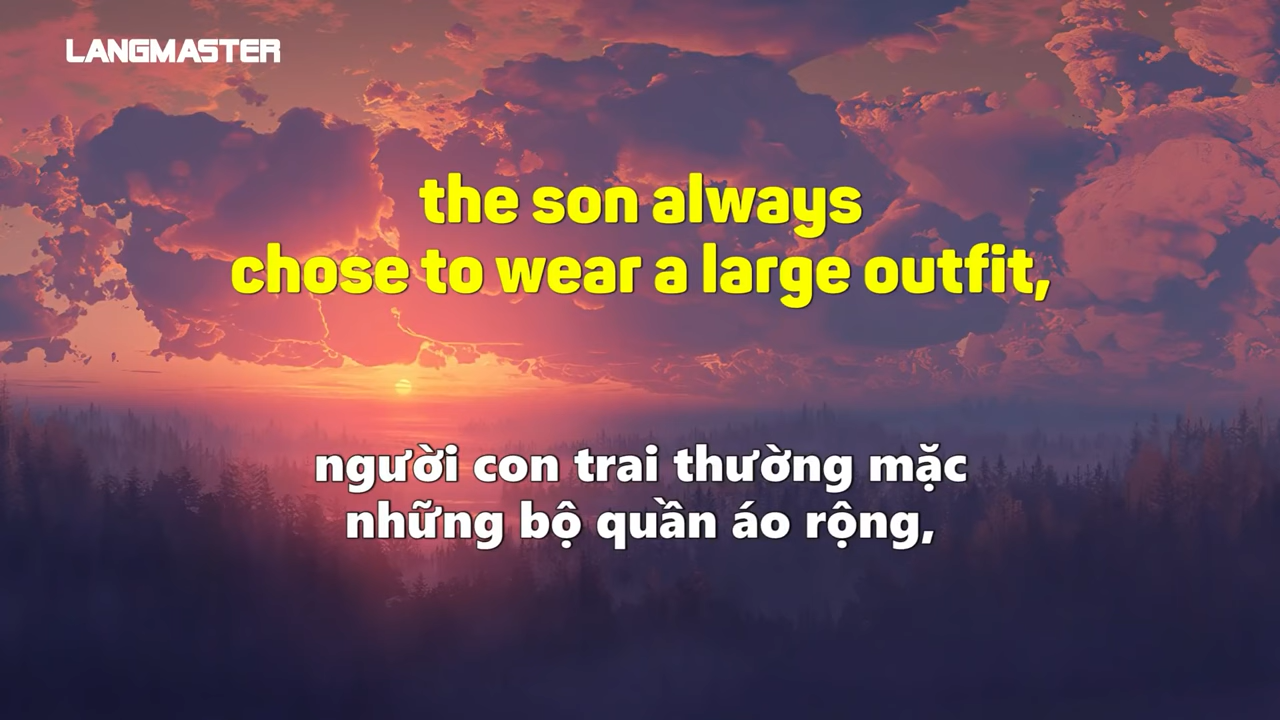 LANGMASTER
the son always
chose to wear a large outfit,
người con trai thường mặc
những bộ quần áo rộng,